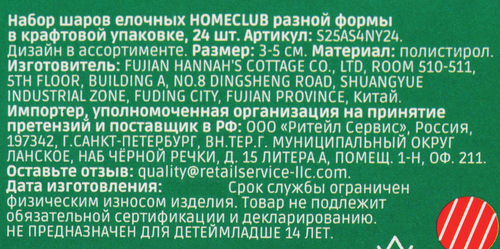 Набор шаров елочных HOMECLUB разной формы
в крафтовой упаковке, 24 шт. Артикул: S25AS4NY24.
Дизайн в ассортименте. Размер: 3-5 см. Материал: полистирол.
Изготовитель: FUJIAN HANNAH'S COTTAGE CO., LTD, ROOM 510-511,
5TH FLOOR, BUILDING A, NO.8 DINGSHENG ROAD, SHUANGYUE
INDUSTRIAL ZONE, FUDING CITY, FUJIAN PROVINCE, Китай.
Импортер, уполномоченная организация на принятие
претензий и поставщик в РФ: ООО «Ритейл Сервис», Россия,
197342, Г.САНКТ-ПЕТЕРБУРГ, ВН.ТЕР.Г. МУНИЦИПАЛЬНЫЙ ОКРУГ
ЛАНСКОЕ, НАБ ЧЁРНОЙ РЕЧКИ, Д. 15 ЛИТЕРА А, ПОМЕЩ. 1-Н, ОФ. 211.
Оставьте отзыв: quality@retailservice-llc.com.
Дата изготовления: Срок службы ограничен
физическим износом изделия. Товар не подлежит
обязательной сертификации и декларированию.
НЕ ПРЕДНАЗНАЧЕН ДЛЯ ДЕТЕЙМЛАДШЕ 14 ЛЕТ.